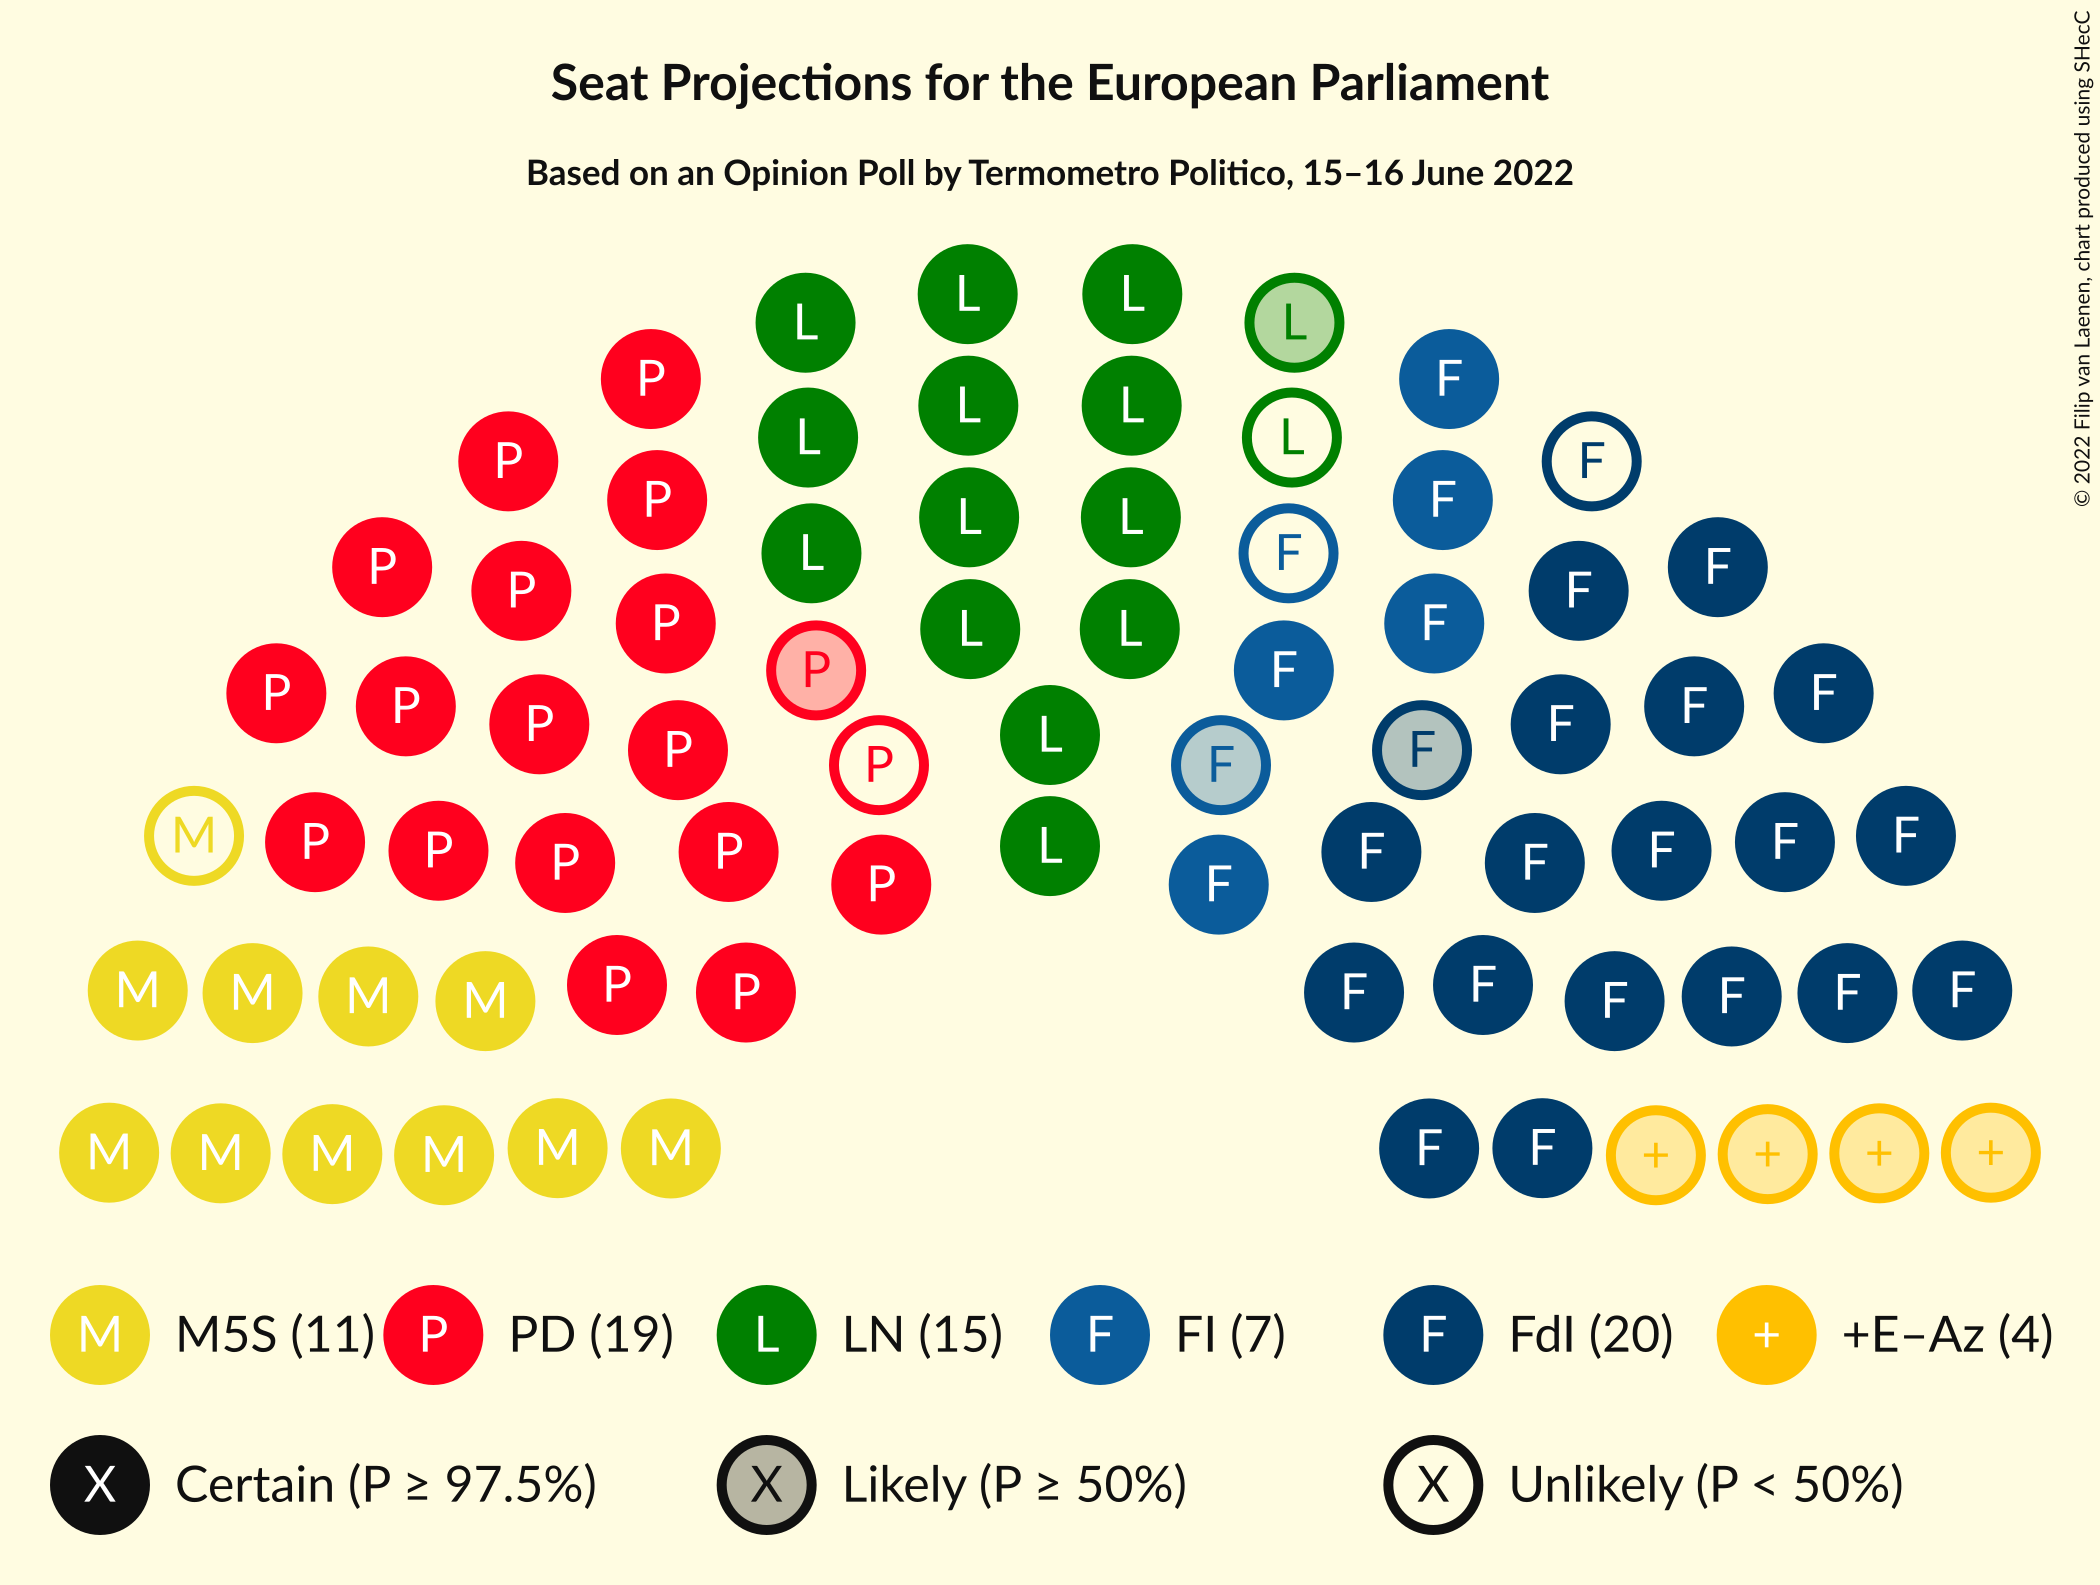 Seat Projections for the European Parliament
Based on an Opinion Poll by Termometro Politico, 15–16 June 2022
© 2022 Filip van Laenen, chart produced using SHecC
L L
L L
P F
L L
L L
P F
P F
L L
L F
P F
P F
P F
L L
P F
P F
P F
P F
P P F F
L
P F
M P P P P F F F F F
L
P F
M M M M P P F F F F F F
M M M M M M F F + + + +
M M5S (11) P PD (19) L LN (15) F FI (7) F FdI (20) + +E–Az (4)
X Certain (P ≥ 97.5%) X Likely (P ≥ 50%) X Unlikely (P < 50%)